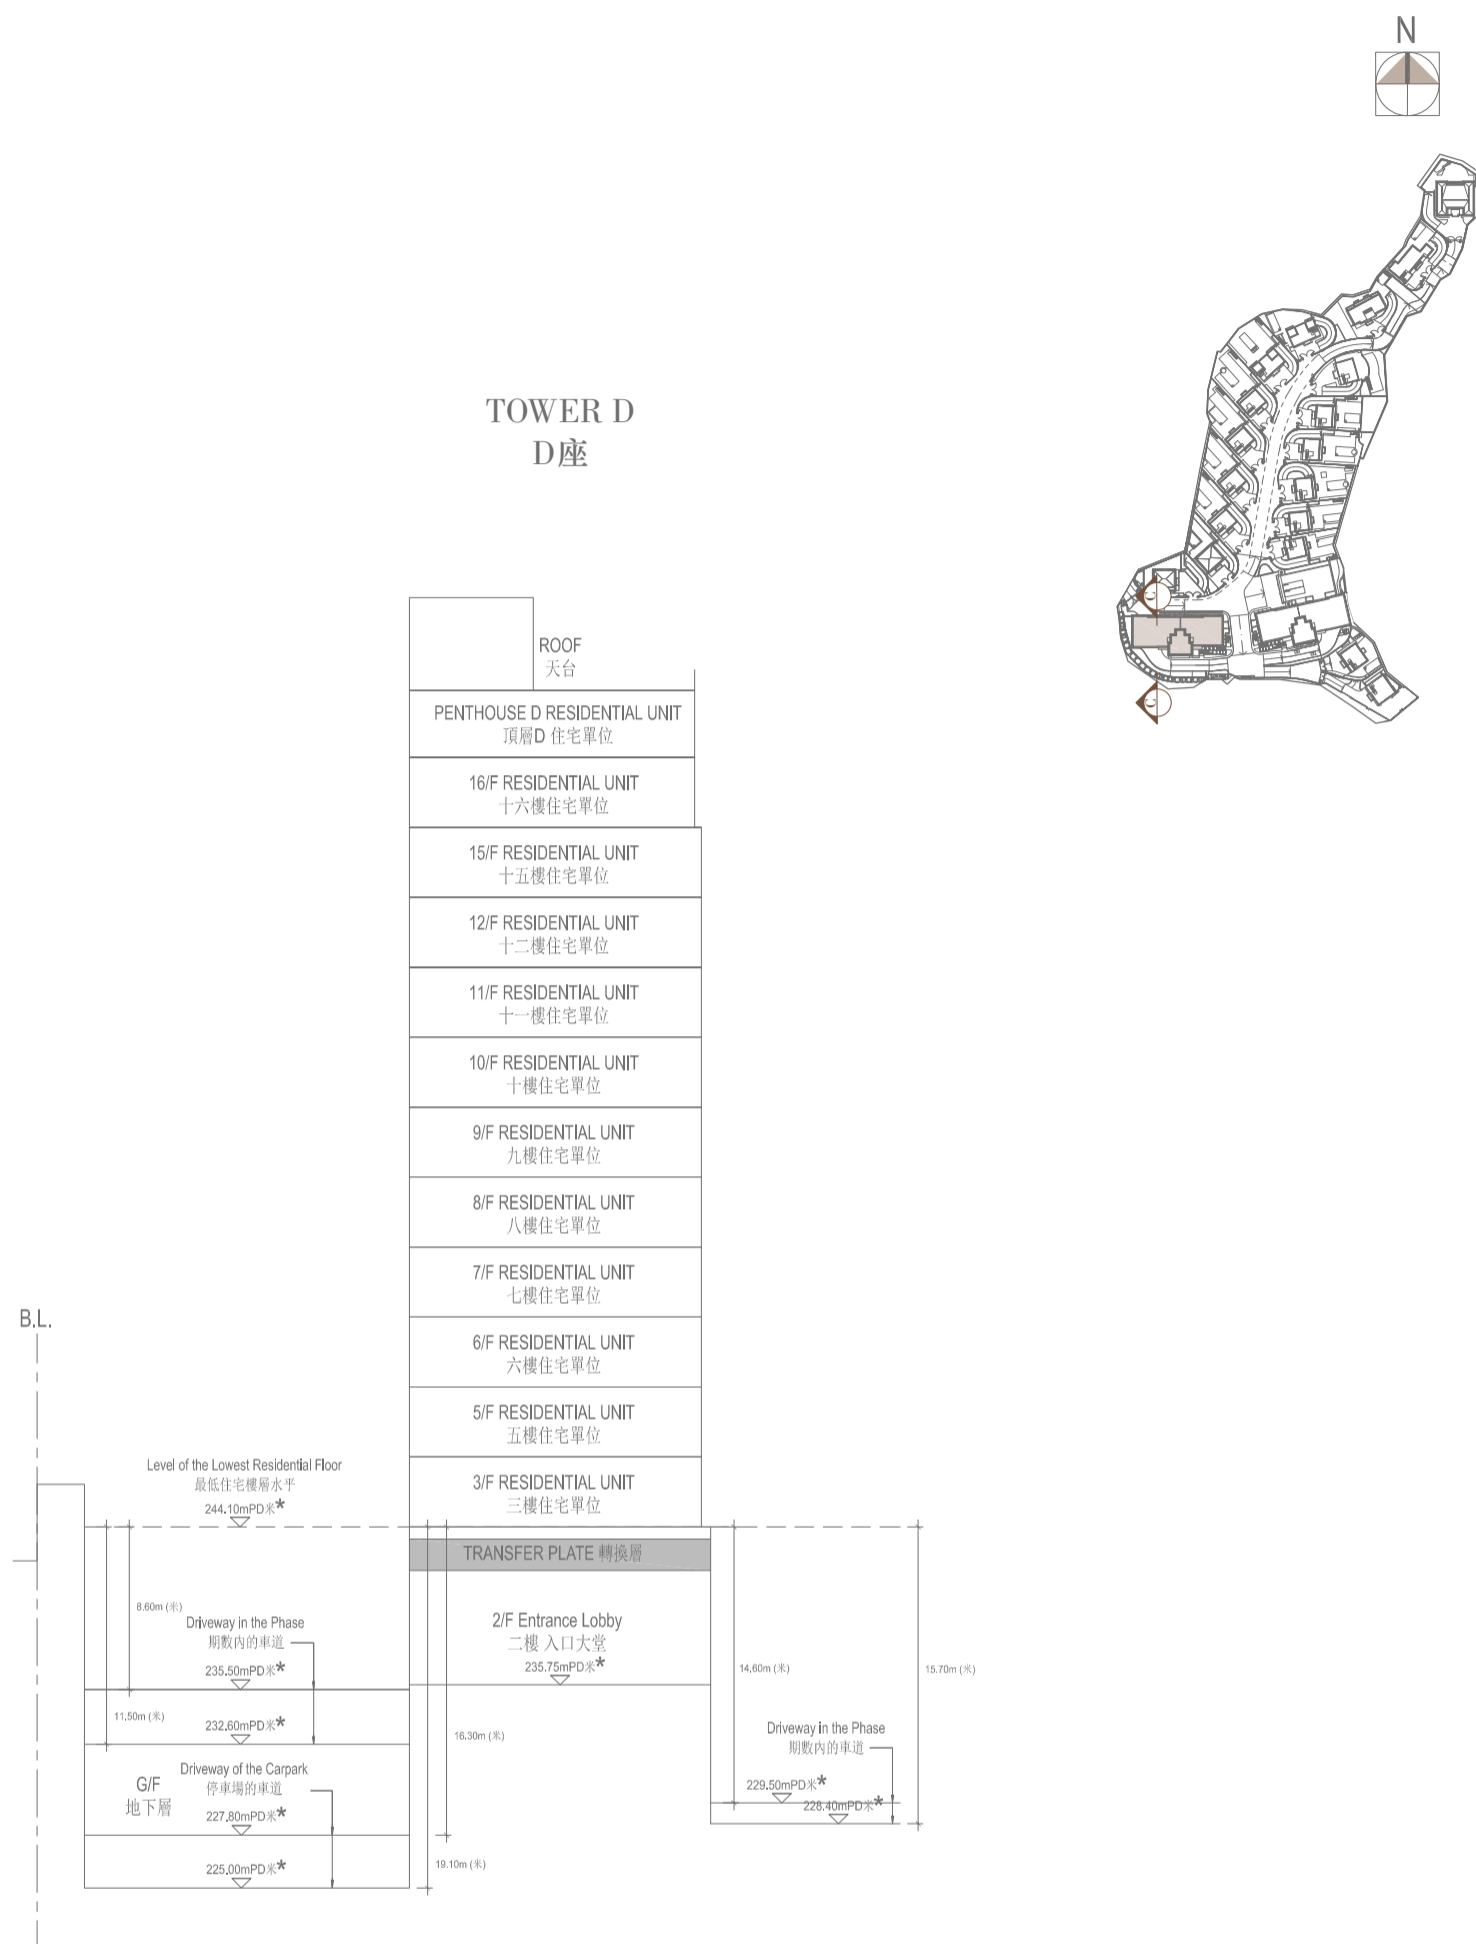 N
TOWER D
D座
ROOF
天台
PENTHOUSE D RESIDENTIAL UNIT
頂層D 住宅單位
16/F RESIDENTIAL UNIT
十六樓住宅單位
15/F RESIDENTIAL UNIT
十五樓住宅單位
12/F RESIDENTIAL UNIT
十二樓住宅單位
11/F RESIDENTIAL UNIT
十一樓住宅單位
10/F RESIDENTIAL UNIT
十樓住宅單位
9/F RESIDENTIAL UNIT
九樓住宅單位
8/F RESIDENTIAL UNIT
八樓住宅單位
7/F RESIDENTIAL UNIT
七樓住宅單位
6/F RESIDENTIAL UNIT
六樓住宅單位
5/F RESIDENTIAL UNIT
五樓住宅單位
3/F RESIDENTIAL UNIT
三樓住宅單位
B.L.
Level of the Lowest Residential Floor
最低住宅樓層水平
244.10mPD米*
TRANSFER PLATE 轉換層
8.60m (米)
Driveway in the Phase
期數內的車道
235.50mPD米*
2/F Entrance Lobby
二樓 入口大堂
235.75mPD米*
14.60m (米)
15.70m (米)
11.50m (米)
232.60mPD米*
16.30m (米)
Driveway in the Phase
期數內的車道
229.50mPD米*
228.40mPD米*
G/F
地下層
Driveway of the Carpark
停車場的車道
227.80mPD米*
225.00mPD米*
19.10m (米)
C
C